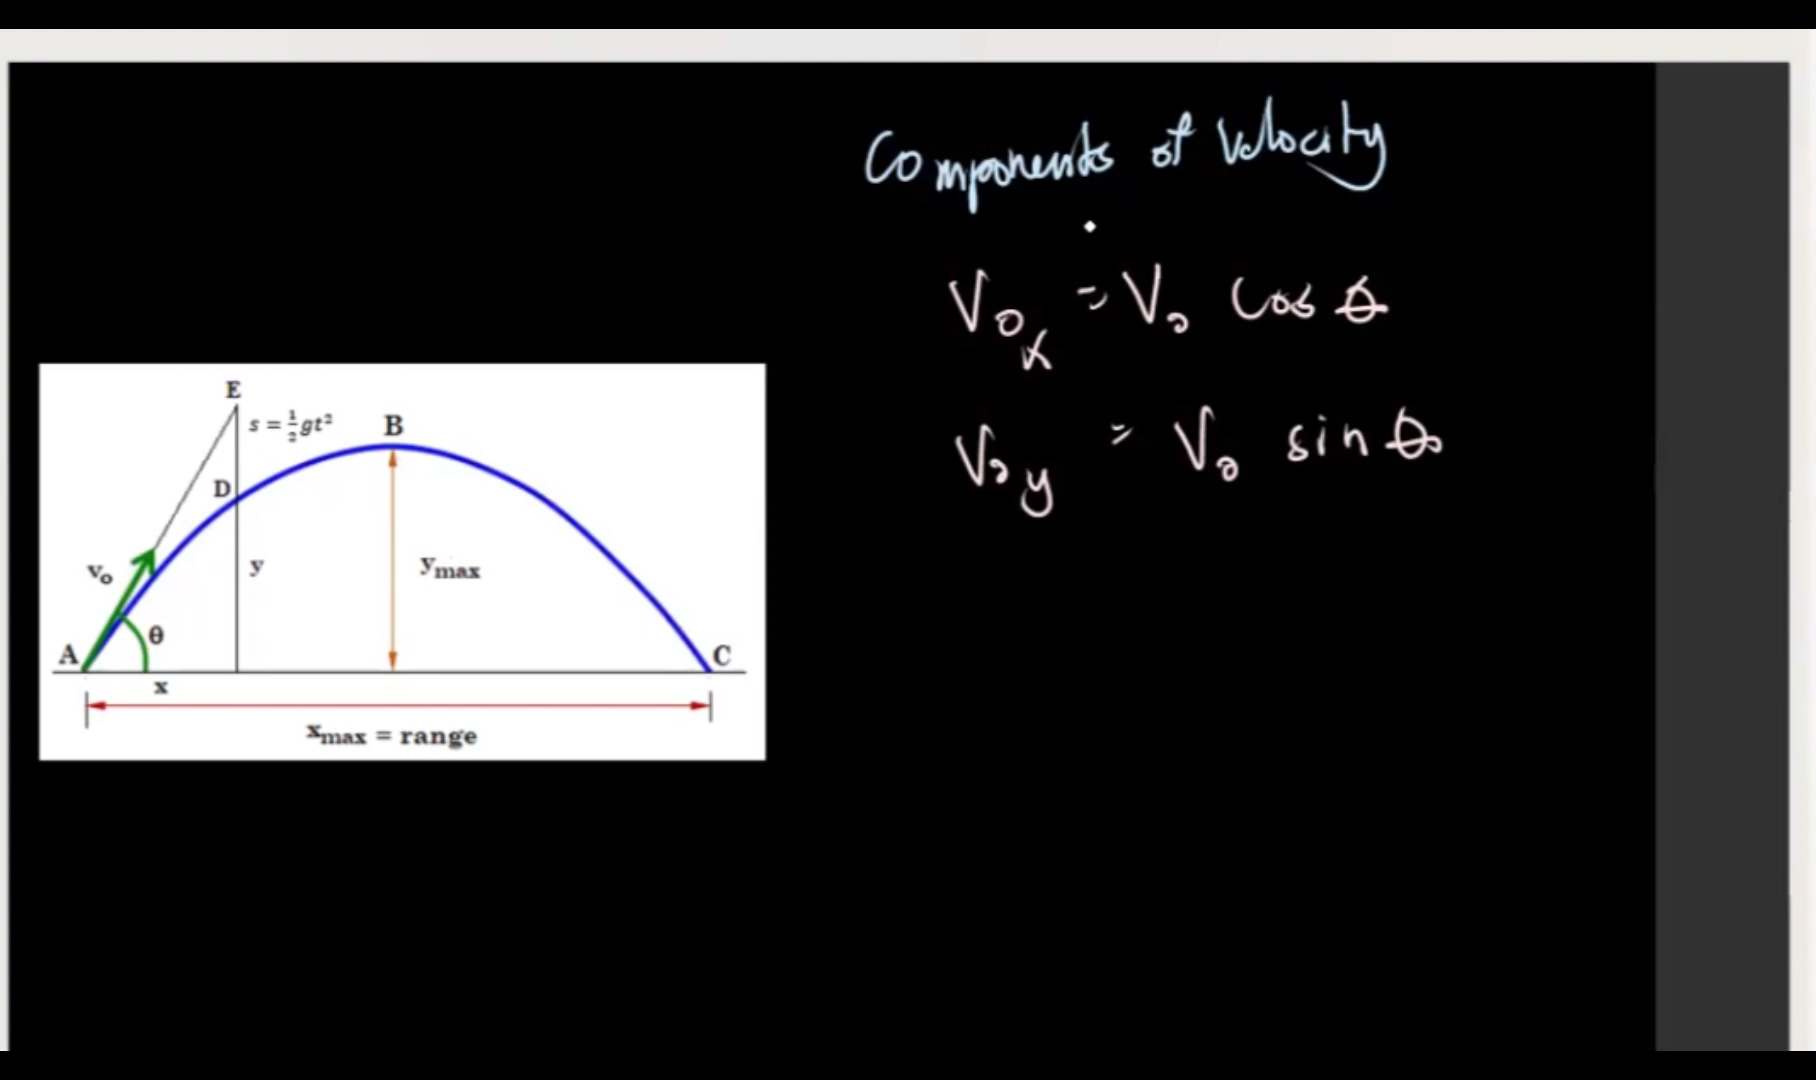 Components of Velocity
V₀ₓ = V₀ cos θ
V₀y = V₀ sin θ
E
s = ½gt²
B
D
v₀
y
yₘₐₓ
θ
A
C
x
xₘₐₓ = range